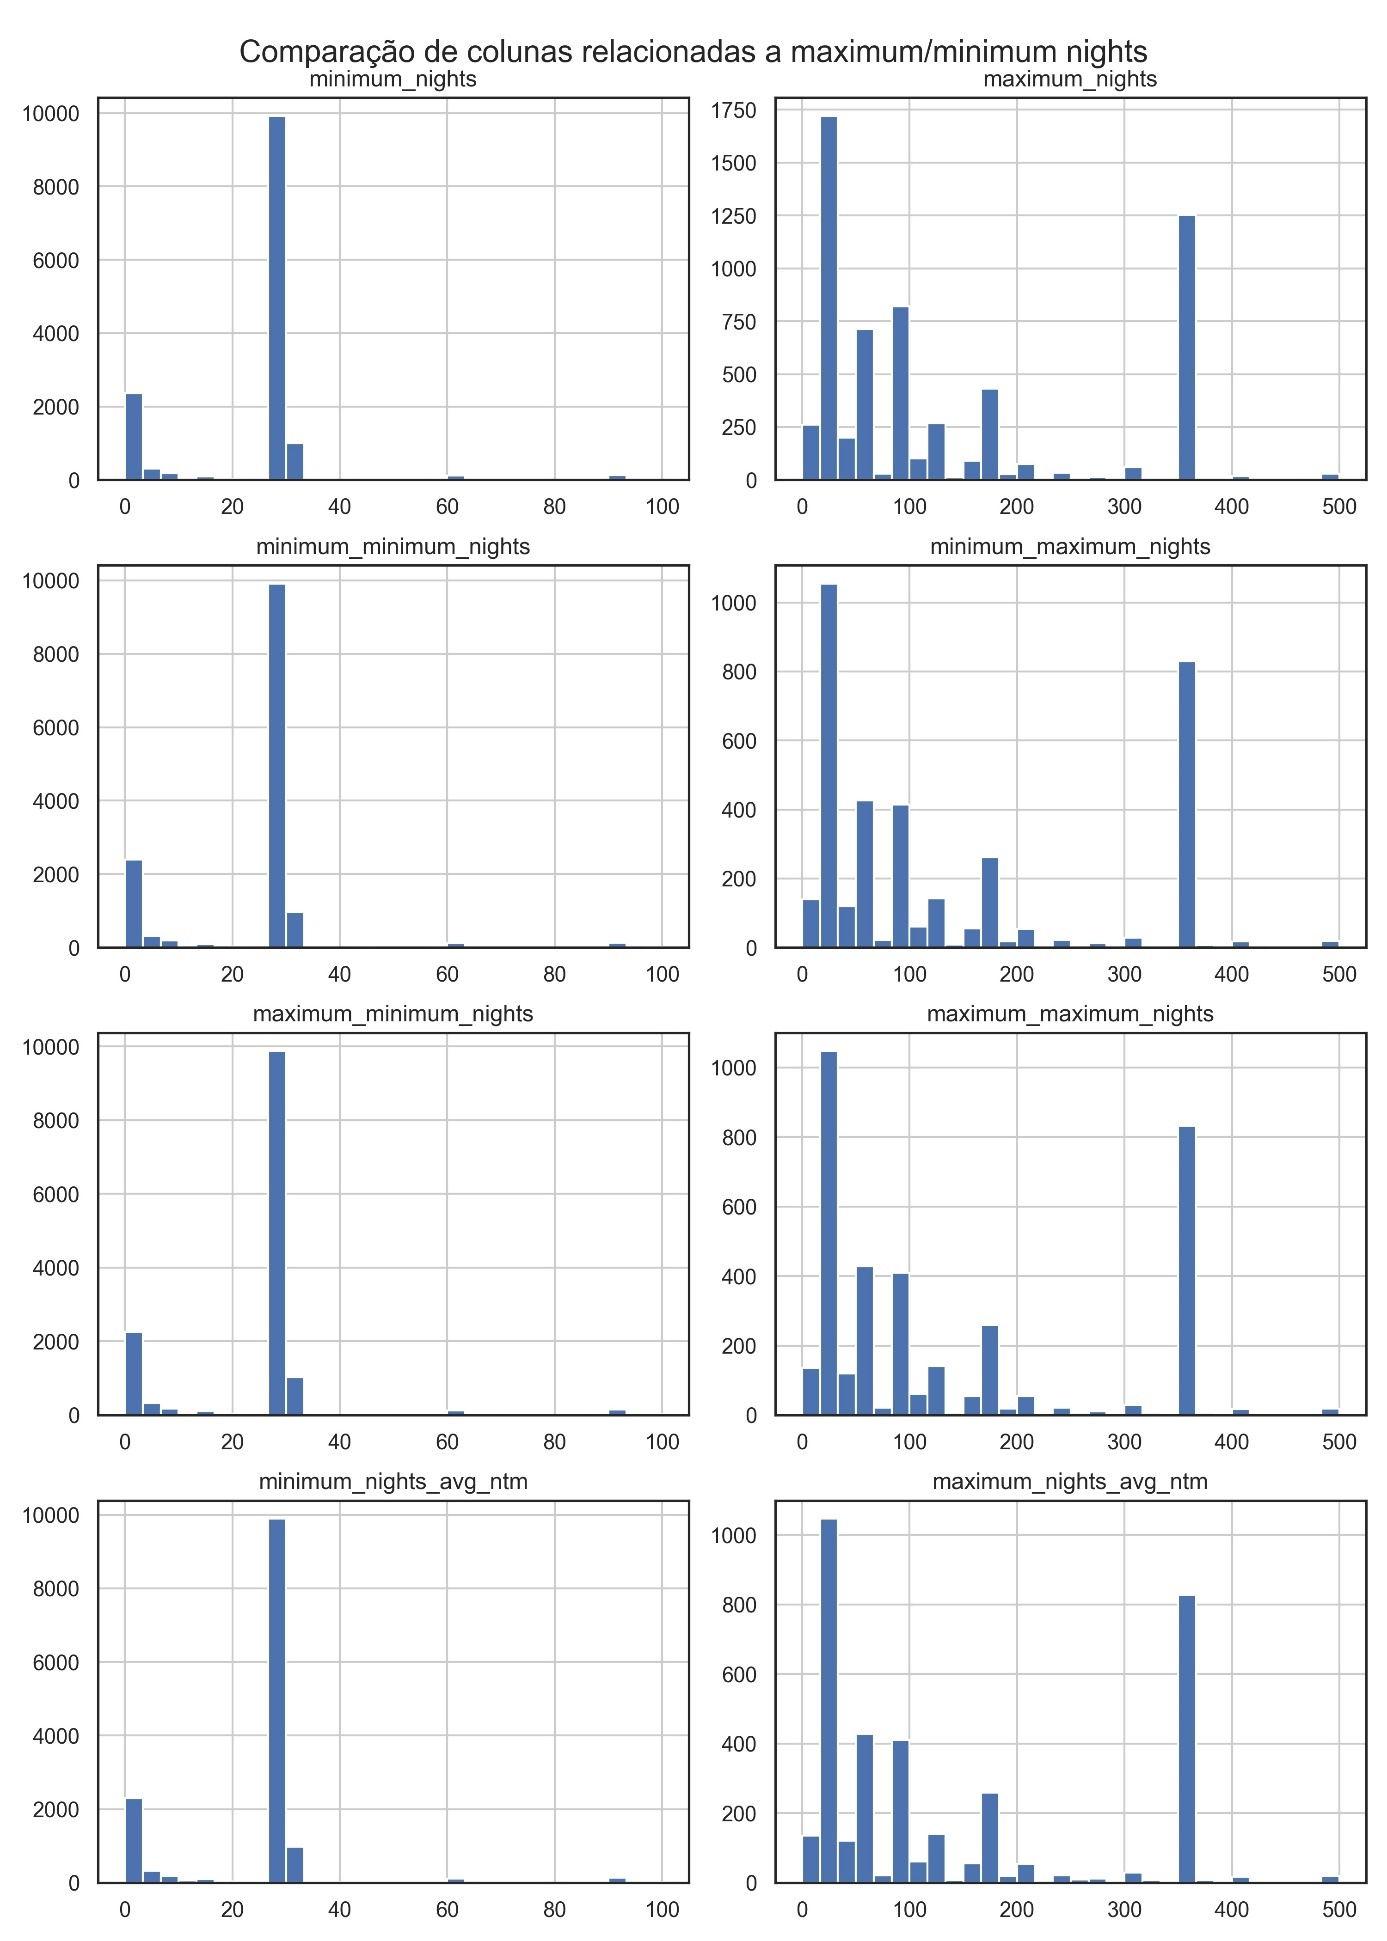 Comparação de colunas relacionadas a maximum/minimum nights
minimum_nights
10000
8000
6000
4000
2000
0
0 20 40 60 80 100
maximum_nights
1750
1500
1250
1000
750
500
250
0
0 100 200 300 400 500
minimum_minimum_nights
10000
8000
6000
4000
2000
0
0 20 40 60 80 100
minimum_maximum_nights
1000
800
600
400
200
0
0 100 200 300 400 500
maximum_minimum_nights
10000
8000
6000
4000
2000
0
0 20 40 60 80 100
maximum_maximum_nights
1000
800
600
400
200
0
0 100 200 300 400 500
minimum_nights_avg_ntm
10000
8000
6000
4000
2000
0
0 20 40 60 80 100
maximum_nights_avg_ntm
1000
800
600
400
200
0
0 100 200 300 400 500